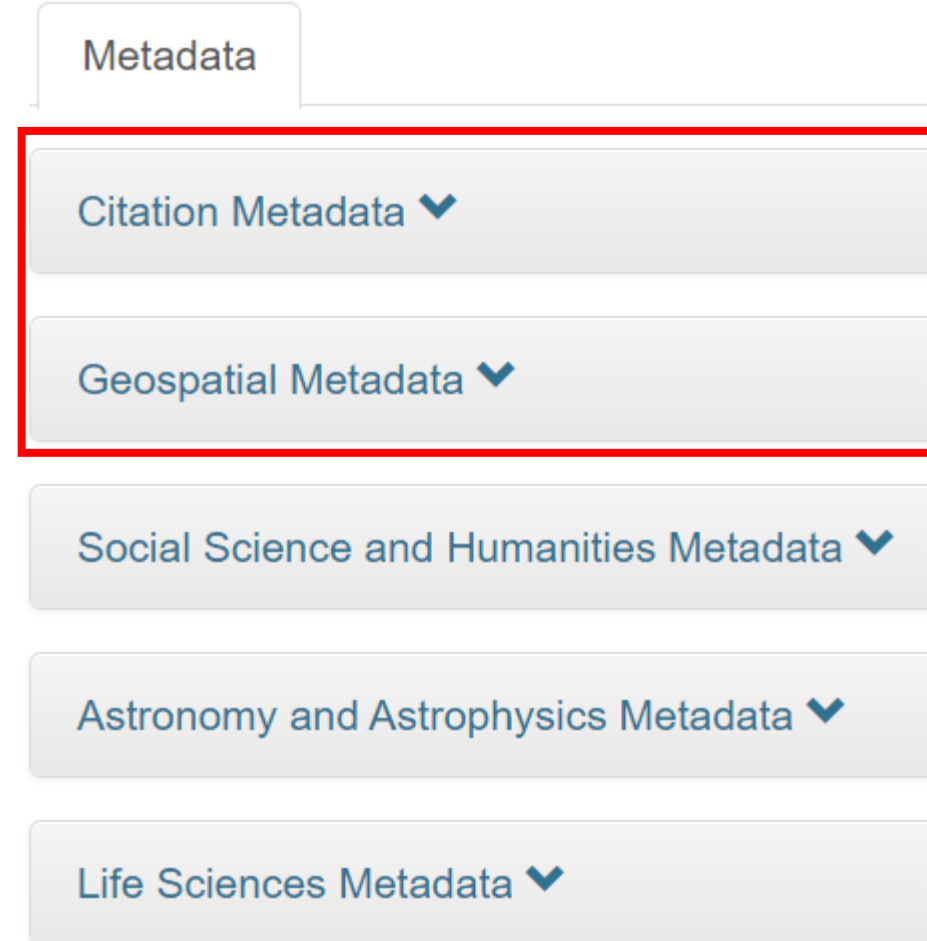 Metadata
Citation Metadata
Geospatial Metadata
Social Science and Humanities Metadata
Astronomy and Astrophysics Metadata
Life Sciences Metadata